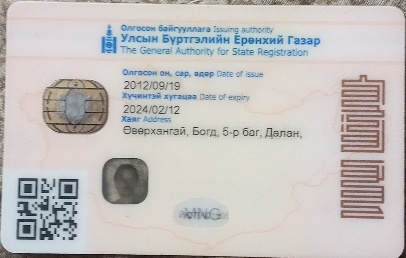 Олгосон байгууллага Issuing authority
Улсын Бүртгэлийн Ерөнхий Газар
The General Authority for State Registration
Олгосон он, сар, өдөр Date of issue
2012/09/19
Хүчинтэй хугацаа Date of expiry
2024/02/12
Хаяг Address
Өвөрхангай, Богд, 5-р баг, Далан,
MNG